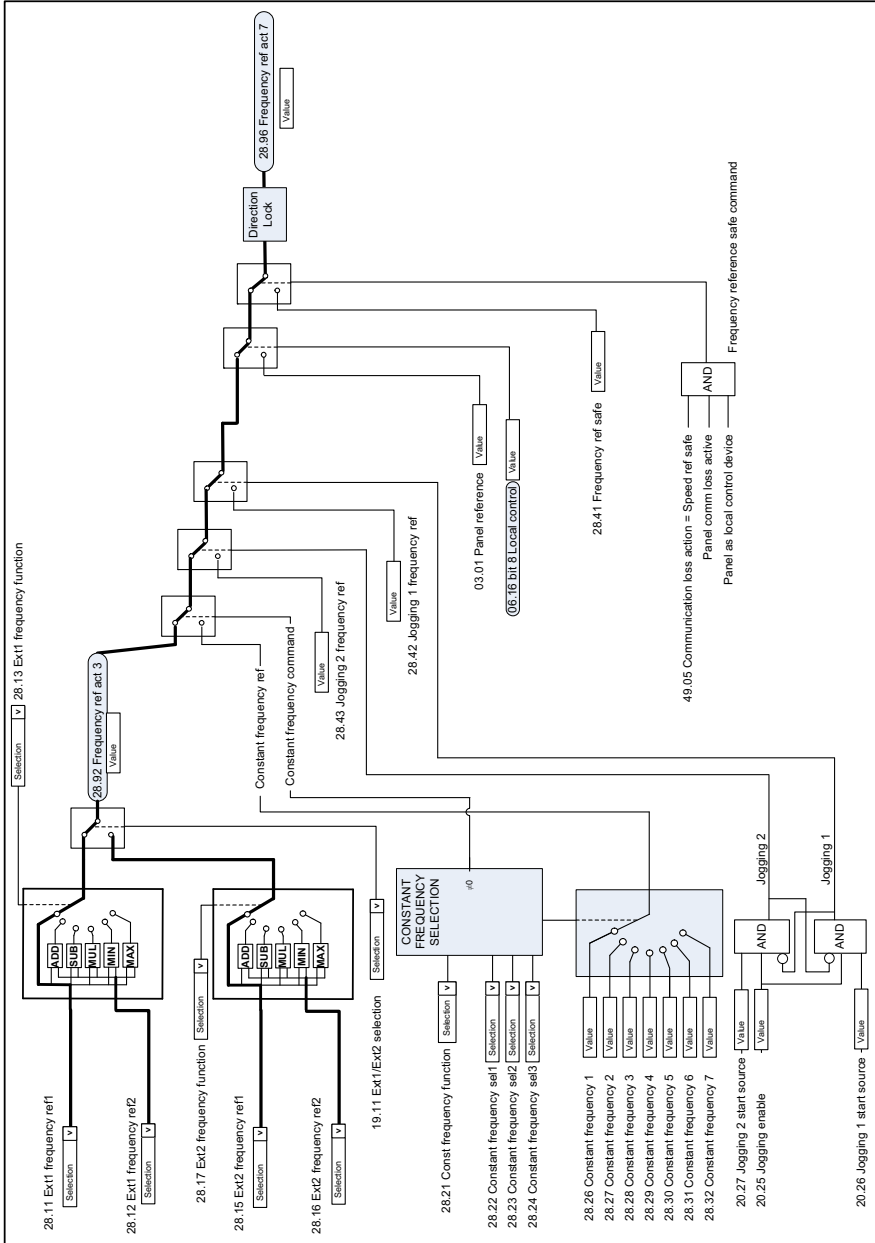 28.11 Ext1 frequency ref1
Selection
v
28.12 Ext1 frequency ref2
Selection
v
ADD
SUB
MUL
MIN
MAX
Selection
v
28.13 Ext1 frequency function
28.17 Ext2 frequency function
Selection
v
28.15 Ext2 frequency ref1
Selection
v
28.16 Ext2 frequency ref2
Selection
v
ADD
SUB
MUL
MIN
MAX
19.11 Ext1/Ext2 selection
Selection
v
28.92 Frequency ref act 3
Value
28.21 Const frequency function
Selection
v
28.22 Constant frequency sel1
Selection
v
28.23 Constant frequency sel2
Selection
v
28.24 Constant frequency sel3
Selection
v
CONSTANT
FREQUENCY
SELECTION
≠0
Constant frequency ref
Constant frequency command
28.26 Constant frequency 1
Value
28.27 Constant frequency 2
Value
28.28 Constant frequency 3
Value
28.29 Constant frequency 4
Value
28.30 Constant frequency 5
Value
28.31 Constant frequency 6
Value
28.32 Constant frequency 7
Value
20.27 Jogging 2 start source
Value
20.25 Jogging enable
Value
20.26 Jogging 1 start source
Value
AND
AND
Jogging 2
Jogging 1
Value
28.43 Jogging 2 frequency ref
Value
28.42 Jogging 1 frequency ref
03.01 Panel reference
Value
06.16 bit 8 Local control
Value
28.41 Frequency ref safe
Value
49.05 Communication loss action = Speed ref safe
Panel comm loss active
Panel as local control device
AND
Frequency reference safe command
Direction
Lock
28.96 Frequency ref act 7
Value